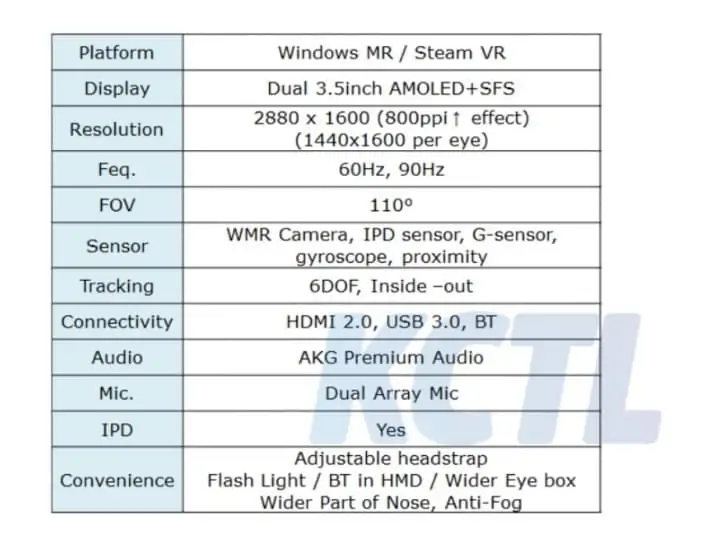 Platform
Windows MR / Steam VR
Display
Dual 3.5inch AMOLED+SFS
Resolution
2880 x 1600 (800ppi↑ effect)
(1440x1600 per eye)
Feq.
60Hz, 90Hz
FOV
110º
Sensor
WMR Camera, IPD sensor, G-sensor,
gyroscope, proximity
Tracking
6DOF, Inside –out
Connectivity
HDMI 2.0, USB 3.0, BT
Audio
AKG Premium Audio
Mic.
Dual Array Mic
IPD
Yes
Convenience
Adjustable headstrap
Flash Light / BT in HMD / Wider Eye box
Wider Part of Nose, Anti-Fog
KCTL